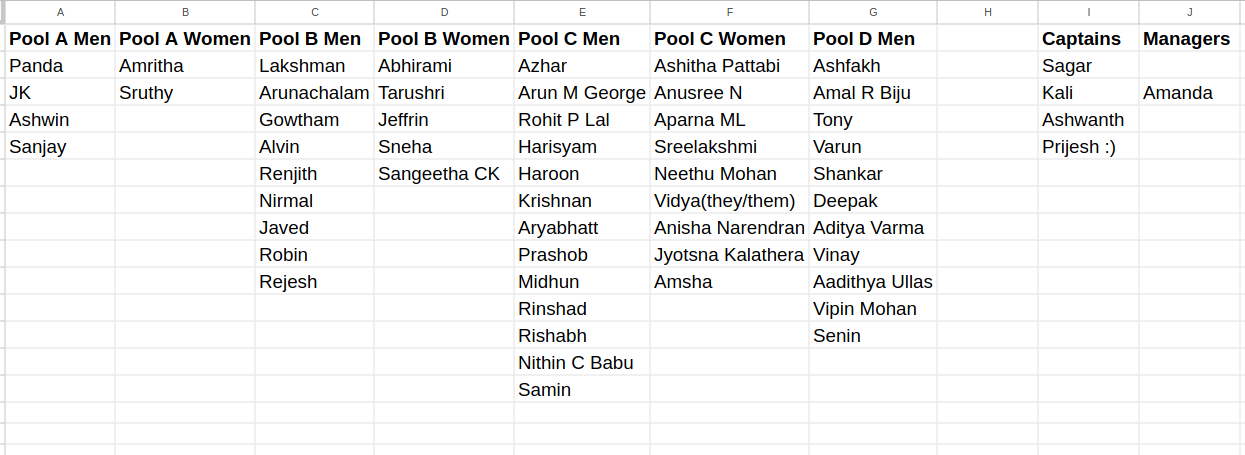 A B C D E F G H I J
Pool A Men Pool A Women Pool B Men Pool B Women Pool C Men Pool C Women Pool D Men Captains Managers
Panda Amritha Lakshman Abhirami Azhar Ashitha Pattabi Ashfakh Sagar
JK Sruthy Arunachalam Tarushri Arun M George Anusree N Amal R Biju Kali Amanda
Ashwin Gowtham Jeffrin Rohit P Lal Aparna ML Tony Ashwanth
Sanjay Alvin Sneha Harisyam Sreelakshmi Varun Prijesh :)
Renjith Sangeetha CK Haroon Neethu Mohan Shankar
Nirmal Krishnan Vidya(they/them) Deepak
Javed Aryabhatt Anisha Narendran Aditya Varma
Robin Prashob Jyotsna Kalathera Vinay
Rejesh Midhun Amsha Aadithya Ullas
Rinshad Vipin Mohan
Rishabh Senin
Nithin C Babu
Samin